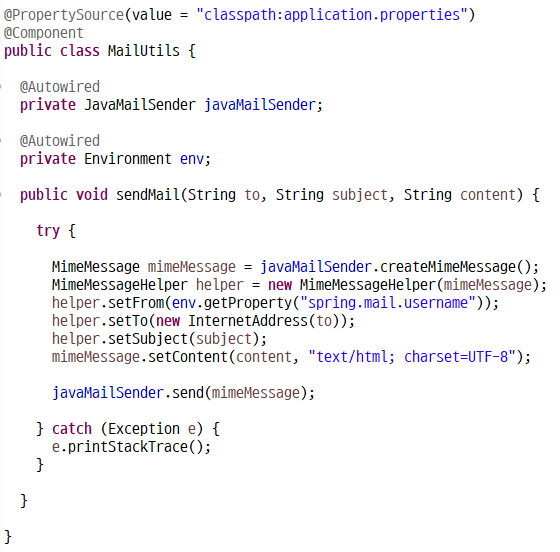 @PropertySource(value = "classpath:application.properties")
@Component
public class MailUtils {
@Autowired
private JavaMailSender javaMailSender;
@Autowired
private Environment env;
public void sendMail(String to, String subject, String content) {
try {
MimeMessage mimeMessage = javaMailSender.createMimeMessage();
MimeMessageHelper helper = new MimeMessageHelper(mimeMessage);
helper.setFrom(env.getProperty("spring.mail.username"));
helper.setTo(new InternetAddress(to));
helper.setSubject(subject);
mimeMessage.setContent(content, "text/html; charset=UTF-8");
javaMailSender.send(mimeMessage);
} catch (Exception e) {
e.printStackTrace();
}
}
}